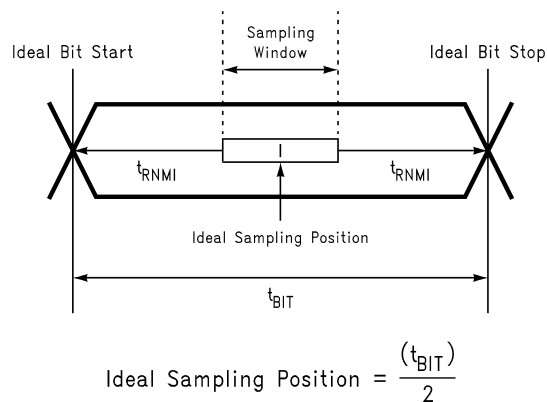 Sampling
Window
Ideal Bit Start
Ideal Bit Stop
tRNMI
tRNMI
Ideal Sampling Position
tBIT
Ideal Sampling Position = (tBIT) / 2